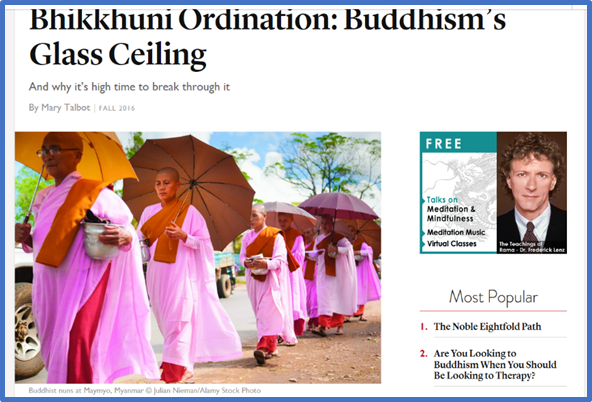 Bhikkhuni Ordination: Buddhism's
Glass Ceiling
And why it's high time to break through it
By Mary Talbot | FALL 2016
Buddhist nuns at Maymyo, Myanmar © Julian Nieman/Alamy Stock Photo
FREE
Talks on
Meditation &
Mindfulness
Meditation Music
Virtual Classes
The Teachings of
Rama - Dr. Frederick Lenz
Most Popular
1. The Noble Eightfold Path
2. Are You Looking to
Buddhism When You Should
Be Looking to Therapy?